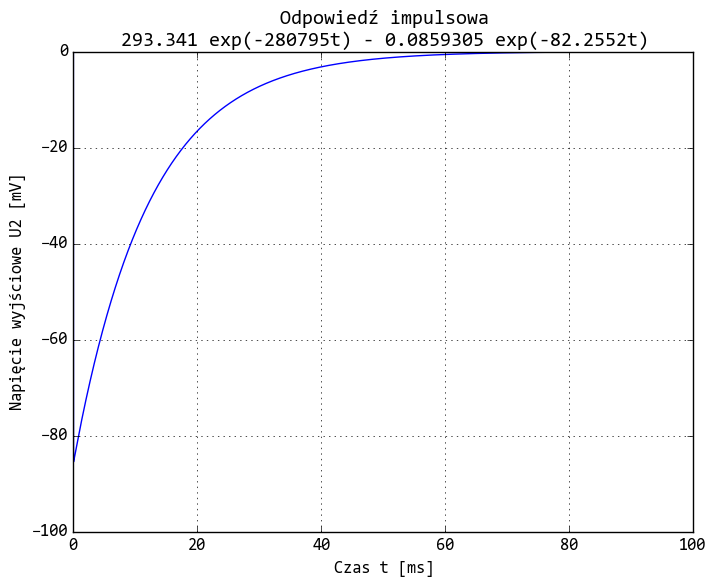 Odpowiedź impulsowa
293.341 exp(-280795t) - 0.0859305 exp(-82.2552t)
0
−20
−40
−60
−80
−100
Napięcie wyjściowe U2 [mV]
0 20 40 60 80 100
Czas t [ms]